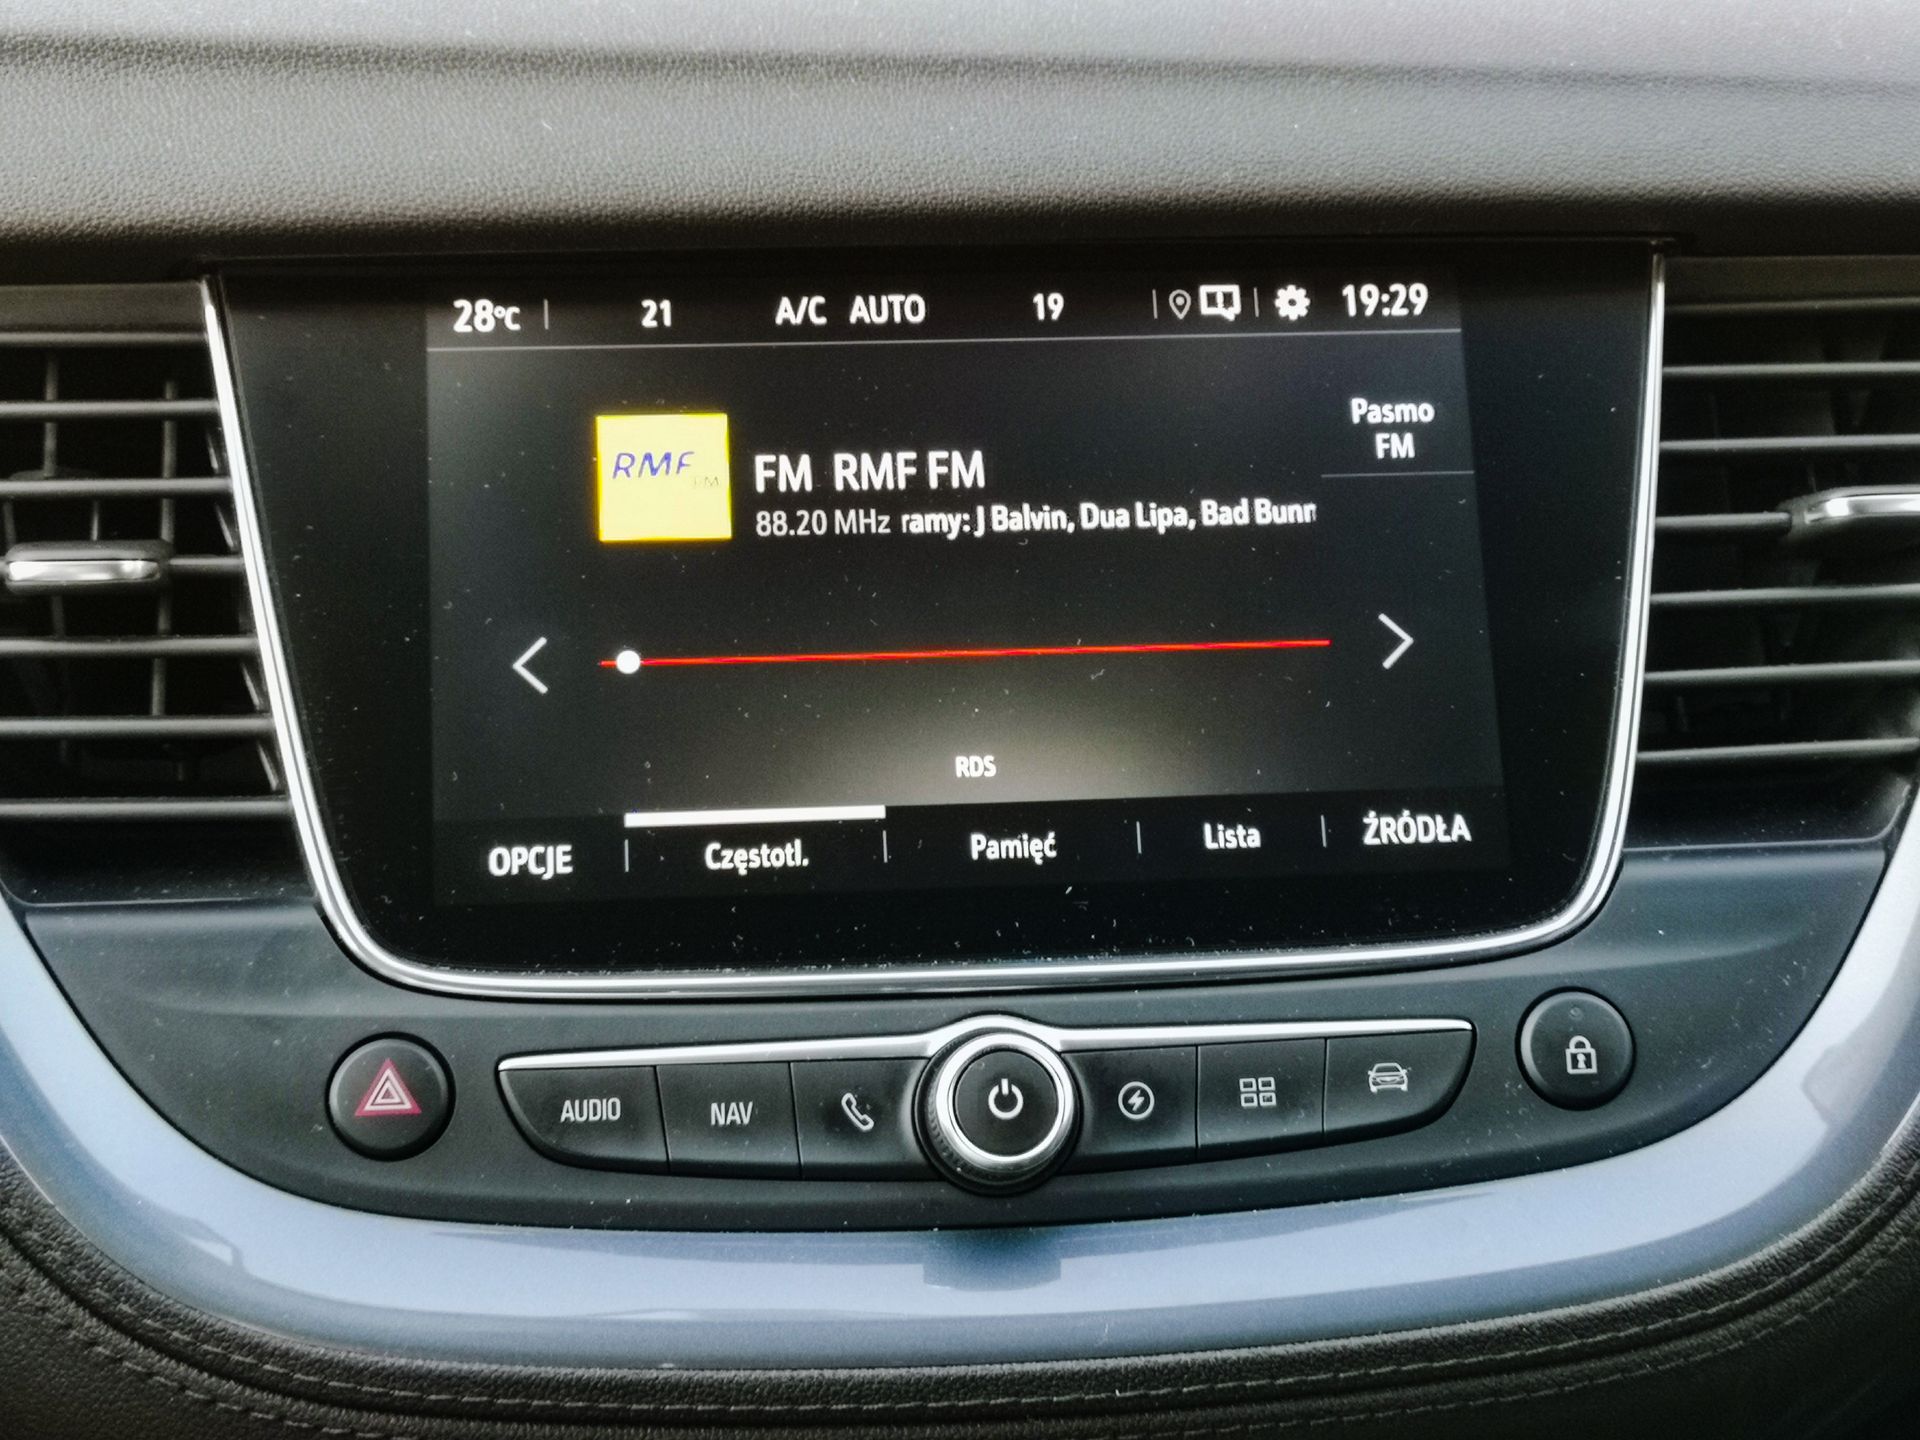 28°C 21 A/C AUTO 19 19:29
Pasmo
FM
RMF
FM
FM RMF FM
88.20 MHz ramy: J Balvin, Dua Lipa, Bad Bunn
RDS
OPCJE Częstotl. Pamięć Lista ŹRÓDŁA
AUDIO NAV